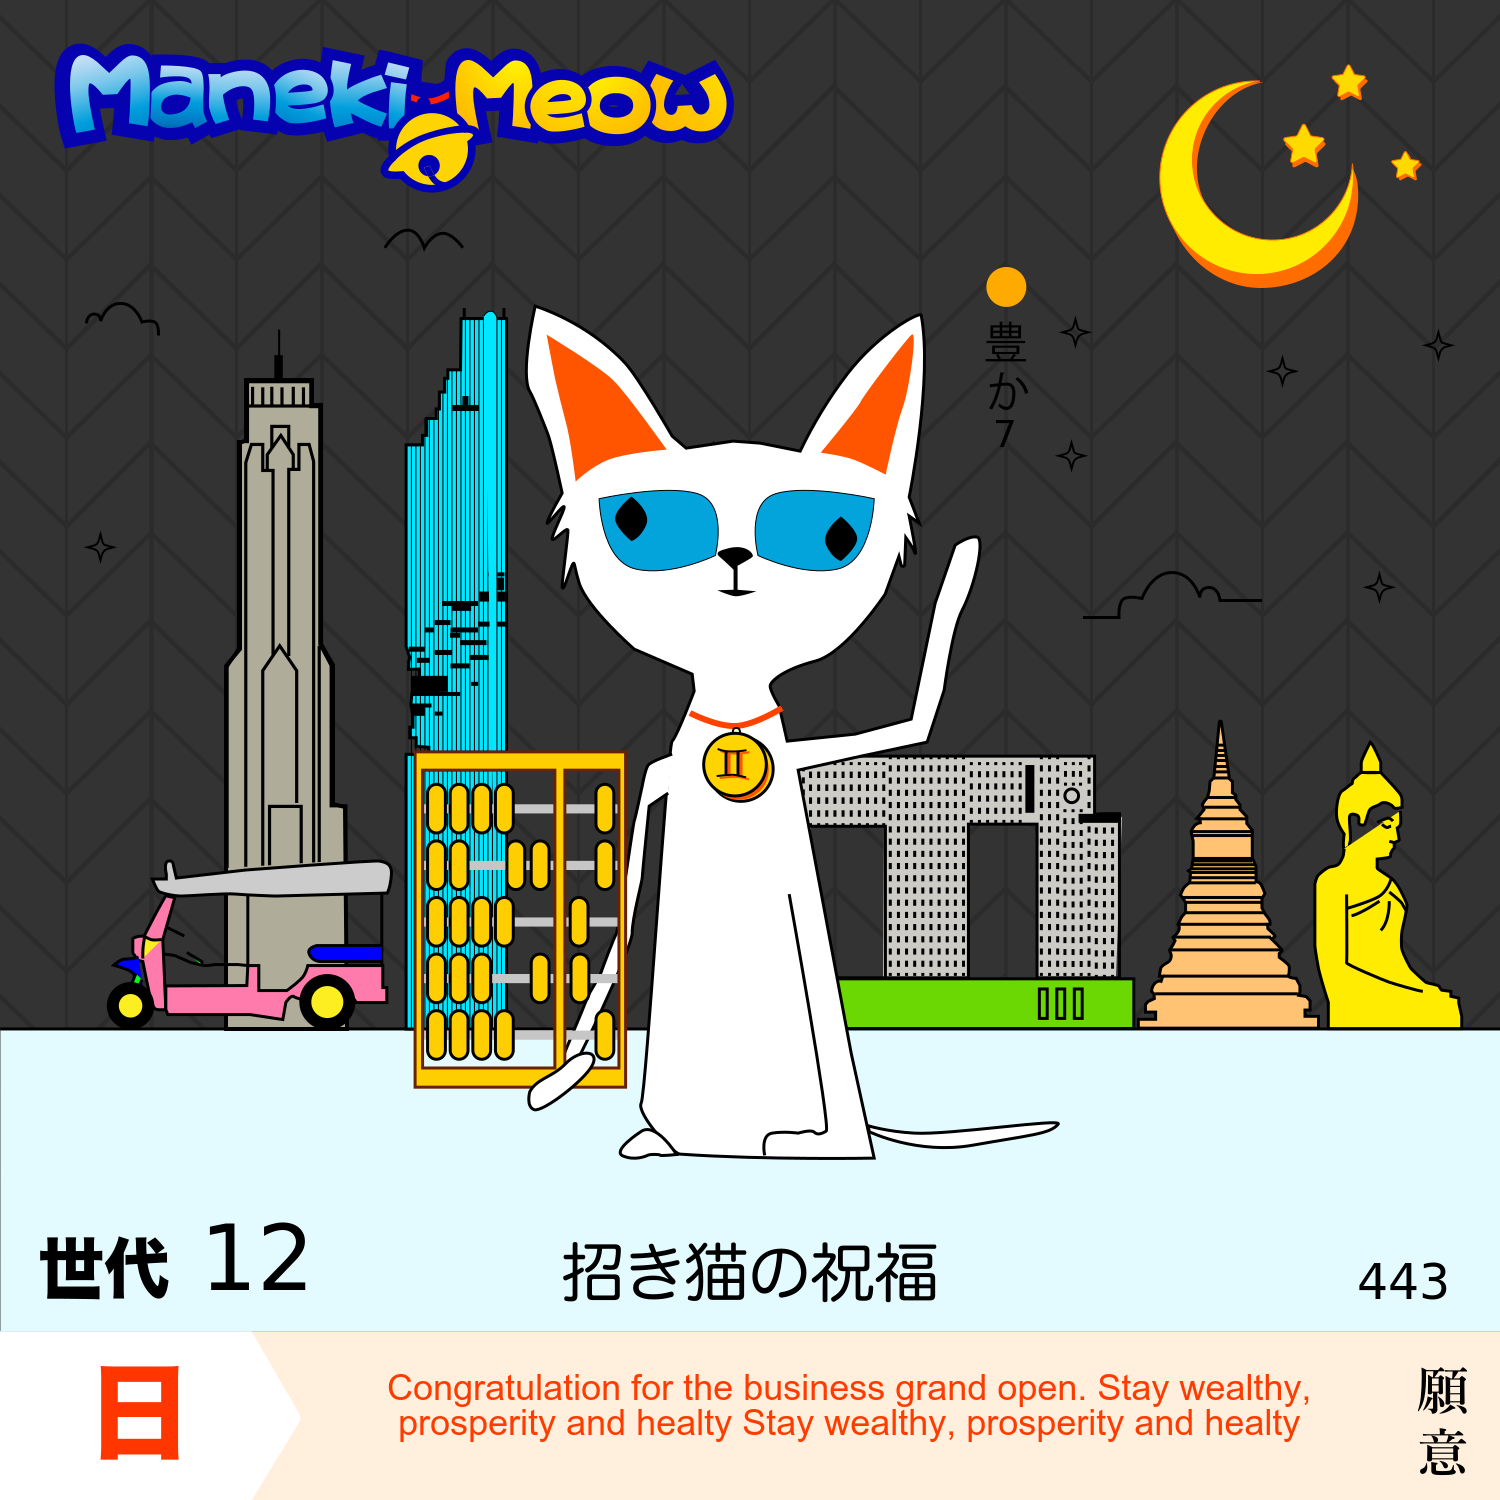 Maneki-Meow
豊か7
♊
世代 12
招き猫の祝福
443
日
Congratulation for the business grand open. Stay wealthy,
prosperity and healty Stay wealthy, prosperity and healty
願意